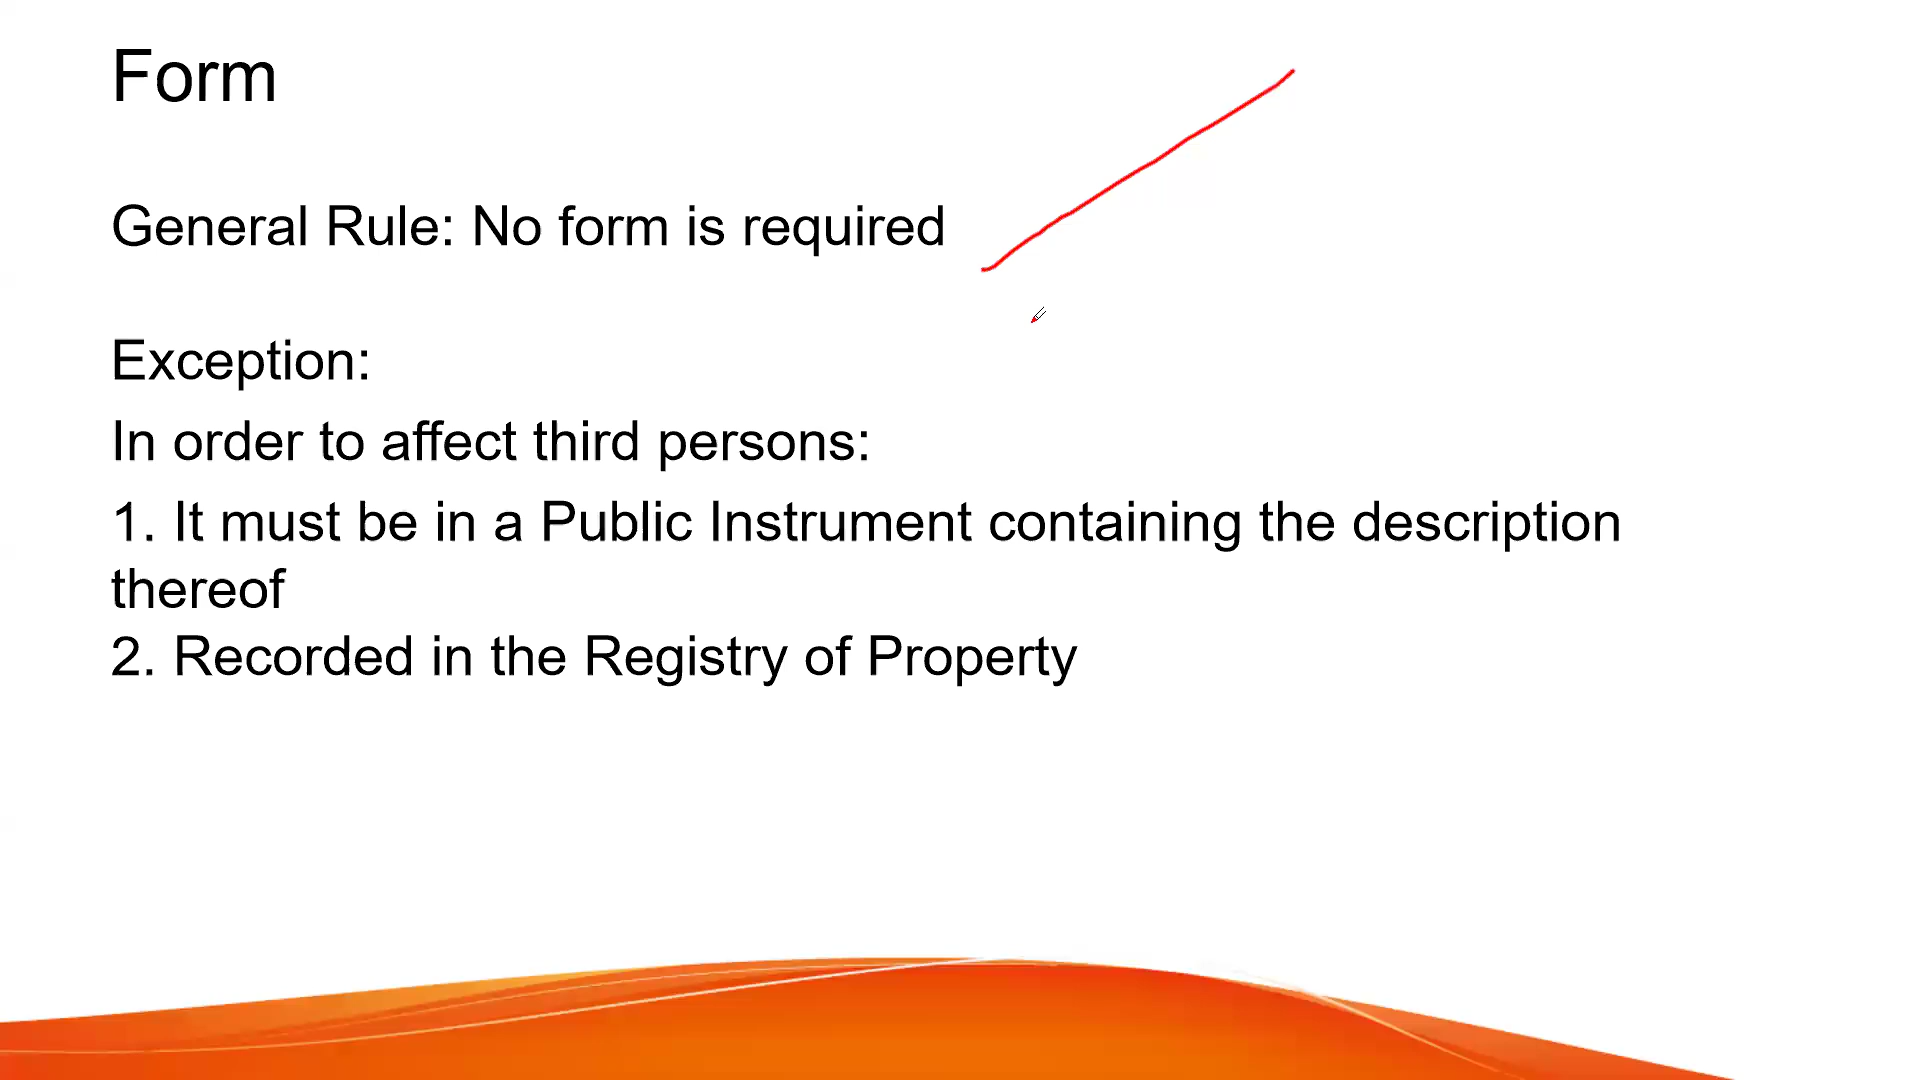 Form
General Rule: No form is required
Exception:
In order to affect third persons:
1. It must be in a Public Instrument containing the description
thereof
2. Recorded in the Registry of Property